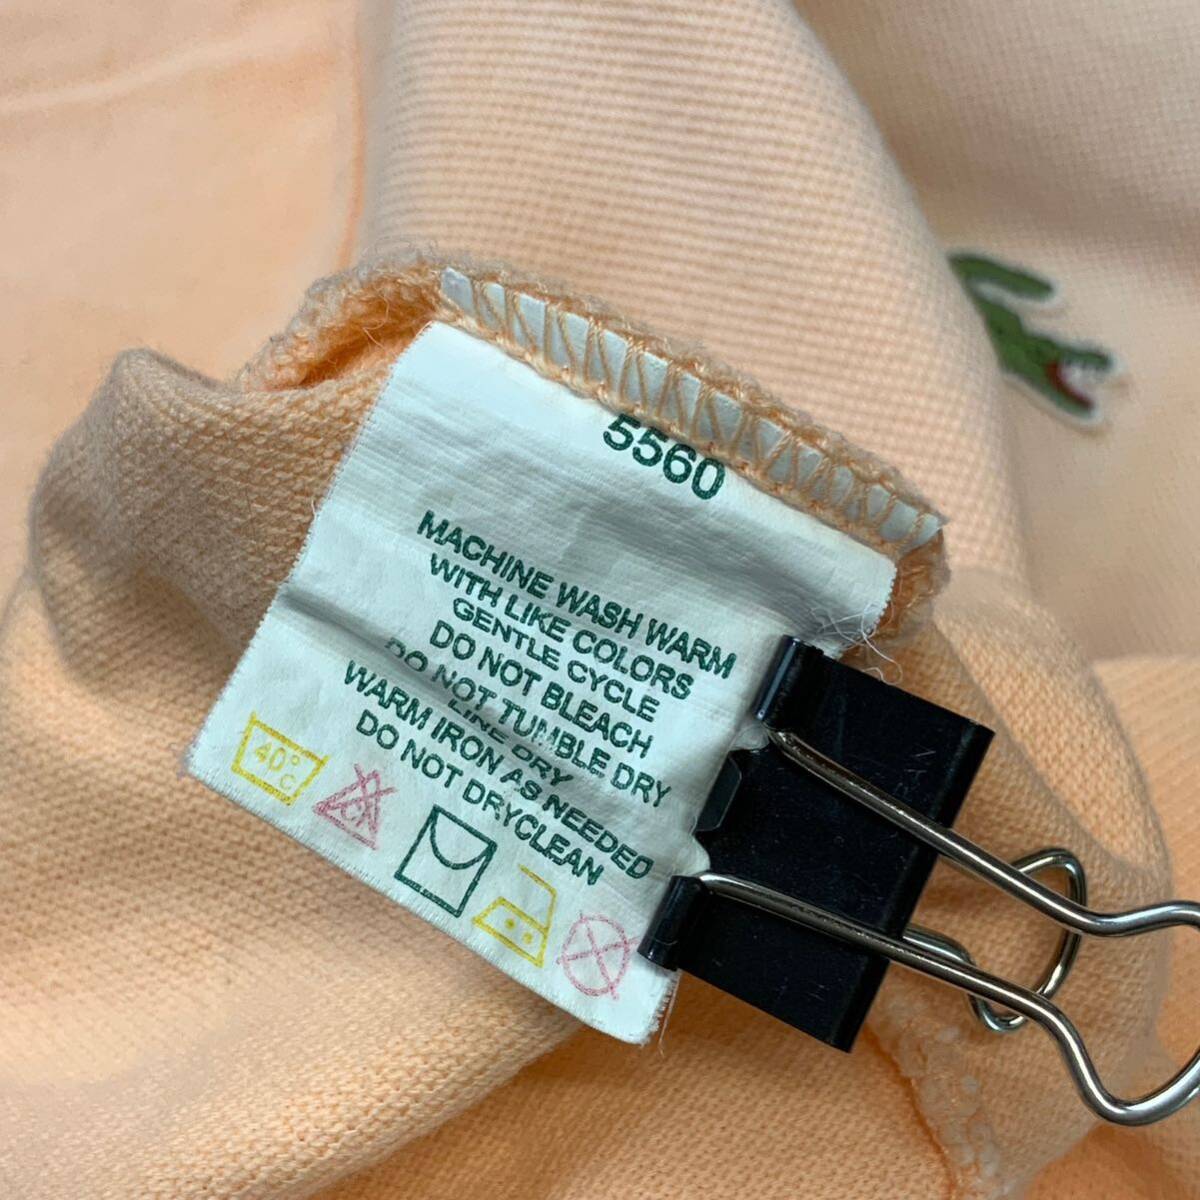 5560
MACHINE WASH WARM
WITH LIKE COLORS
GENTLE CYCLE
DO NOT BLEACH
DO NOT TUMBLE DRY
LINE DRY
WARM IRON AS NEEDED
DO NOT DRYCLEAN
40°C
CL